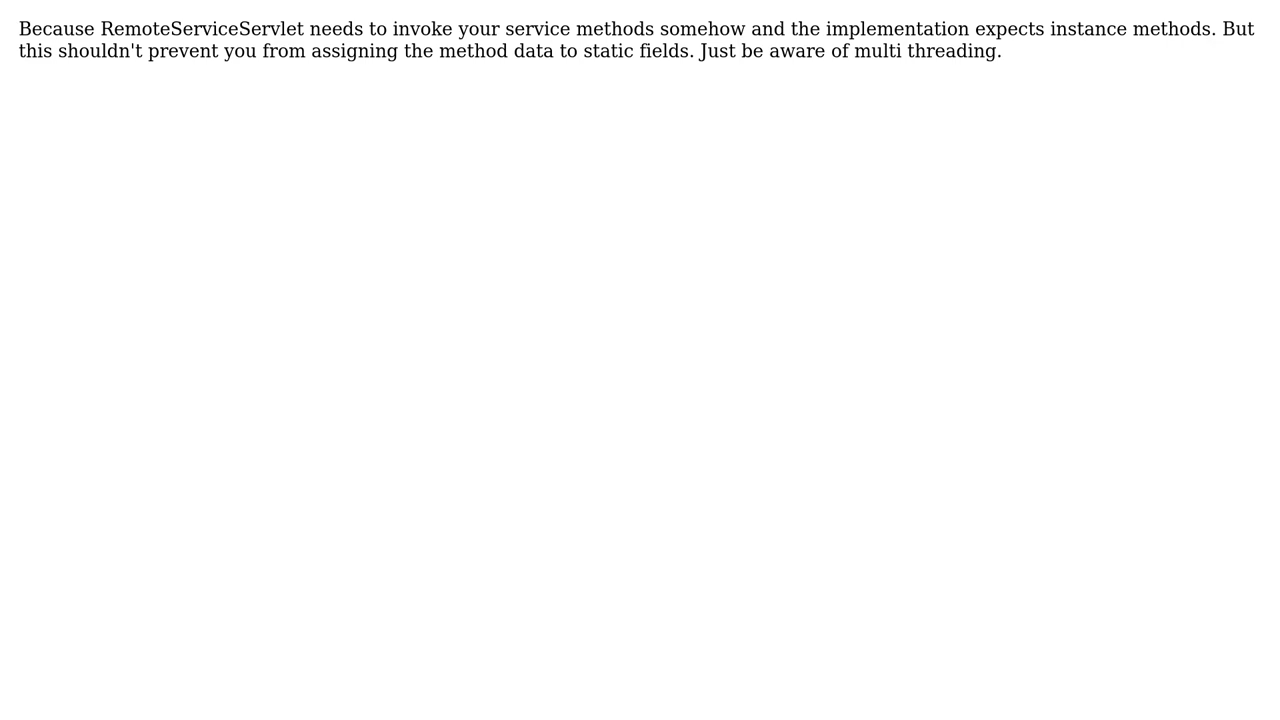 Because RemoteServiceServlet needs to invoke your service methods somehow and the implementation expects instance methods. But
this shouldn't prevent you from assigning the method data to static fields. Just be aware of multi threading.